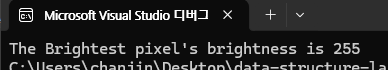 Microsoft Visual Studio 디버그
The Brightest pixel's brightness is 255
C:\Users\chanjin\Desktop\data-structure-la